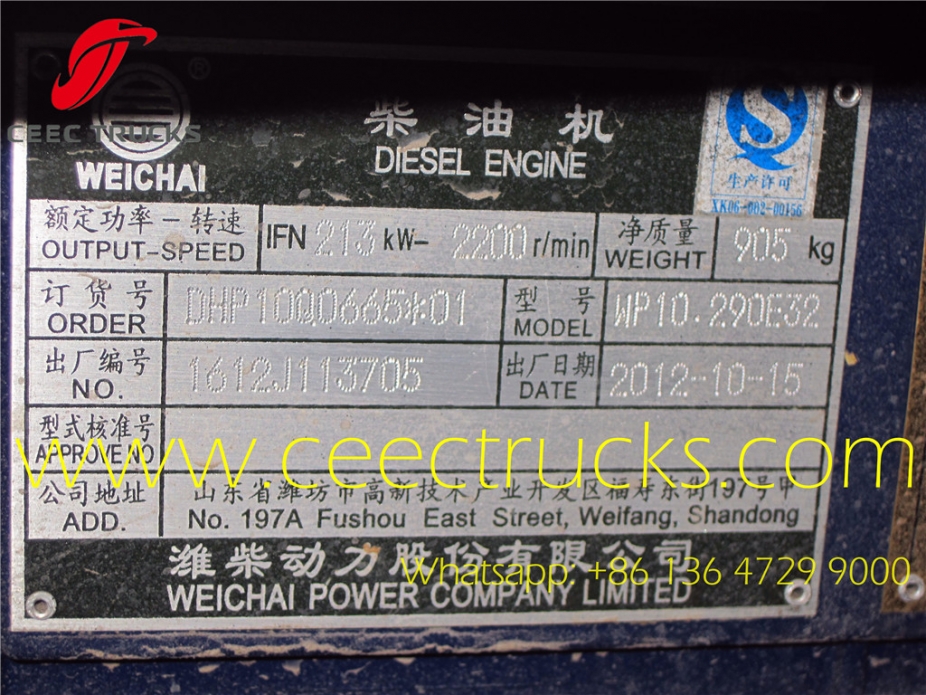 CEEC TRUCKS
®
WEICHAI
柴油机
DIESEL ENGINE
生产许可
XK06-002-00156
额定功率－转速
OUTPUT-SPEED
IFN 213 kW- 2200 r/min
净质量
WEIGHT
905 kg
订货号
ORDER
DHP10Q0665*01
型号
MODEL
WP10.290E32
出厂编号
NO.
1612J113705
出厂日期
DATE
2012-10-15
型式核准号
APPROVE NO
www.ceectrucks.com
公司地址
ADD.
山东省潍坊市高新技术产业开发区福寿东街197号甲
No. 197A Fushou East Street, Weifang, Shandong
潍柴动力股份有限公司
Whatsapp: +86 136 4729 9000
WEICHAI POWER COMPANY LIMITED